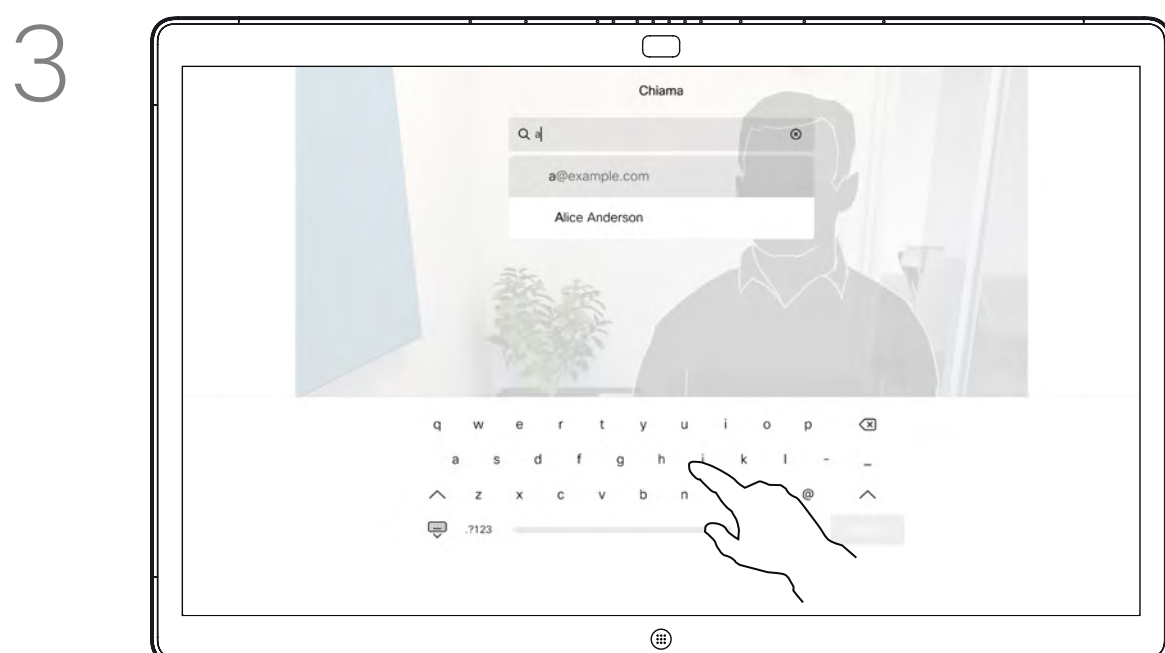 3
Chiama
a
a@example.com
Alice Anderson
q w e r t y u i o p
a s d f g h j k l - _
z x c v b n @
.?123